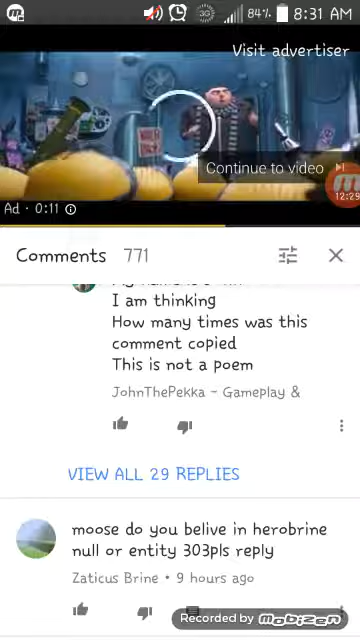 3G 84% 8:31 AM
Visit advertiser
Continue to video
Ad · 0:11
12:29
Comments 771
I am thinking
How many times was this
comment copied
This is not a poem
JohnThePekka - Gameplay &
VIEW ALL 29 REPLIES
moose do you belive in herobrine
null or entity 303pls reply
Zaticus Brine • 9 hours ago
Recorded by mobizen